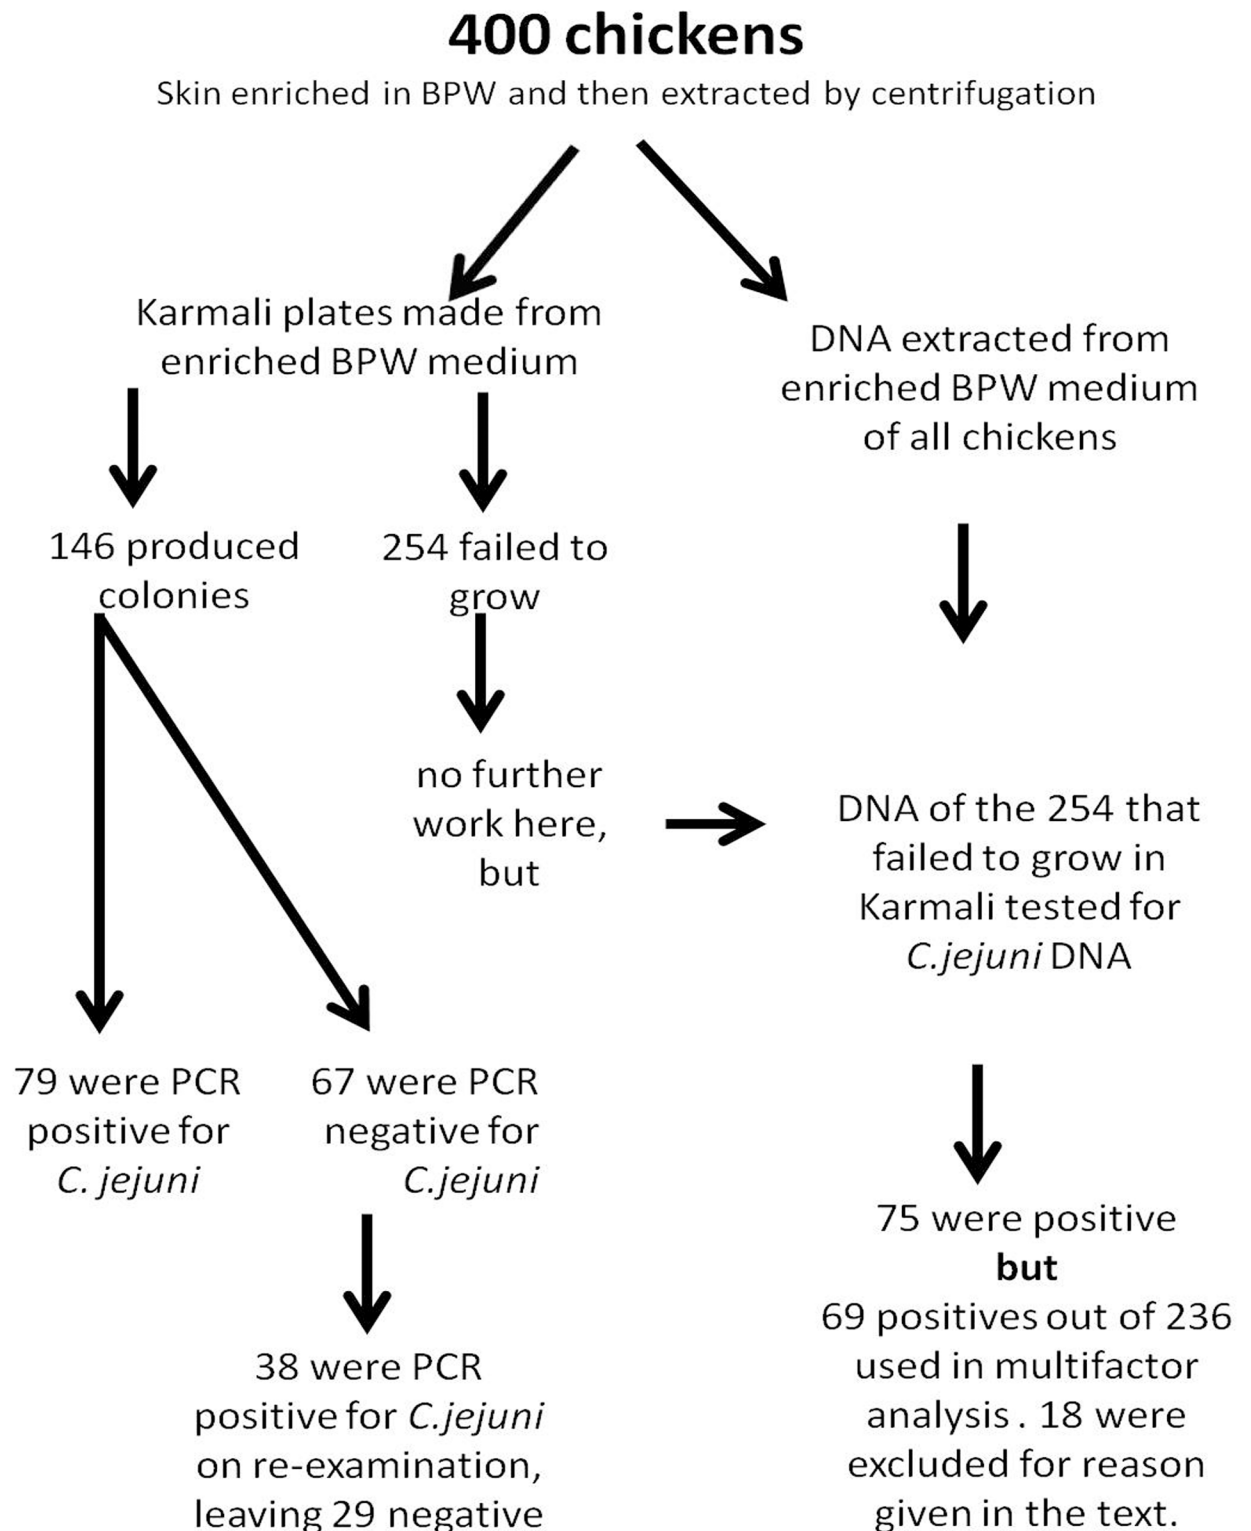 400 chickens
Skin enriched in BPW and then extracted by centrifugation
Karmali plates made from
enriched BPW medium
DNA extracted from
enriched BPW medium
of all chickens
146 produced
colonies
254 failed to
grow
no further
work here,
but
DNA of the 254 that
failed to grow in
Karmali tested for
C.jejuni DNA
79 were PCR
positive for
C. jejuni
67 were PCR
negative for
C.jejuni
38 were PCR
positive for C.jejuni
on re-examination,
leaving 29 negative
75 were positive
but
69 positives out of 236
used in multifactor
analysis . 18 were
excluded for reason
given in the text.